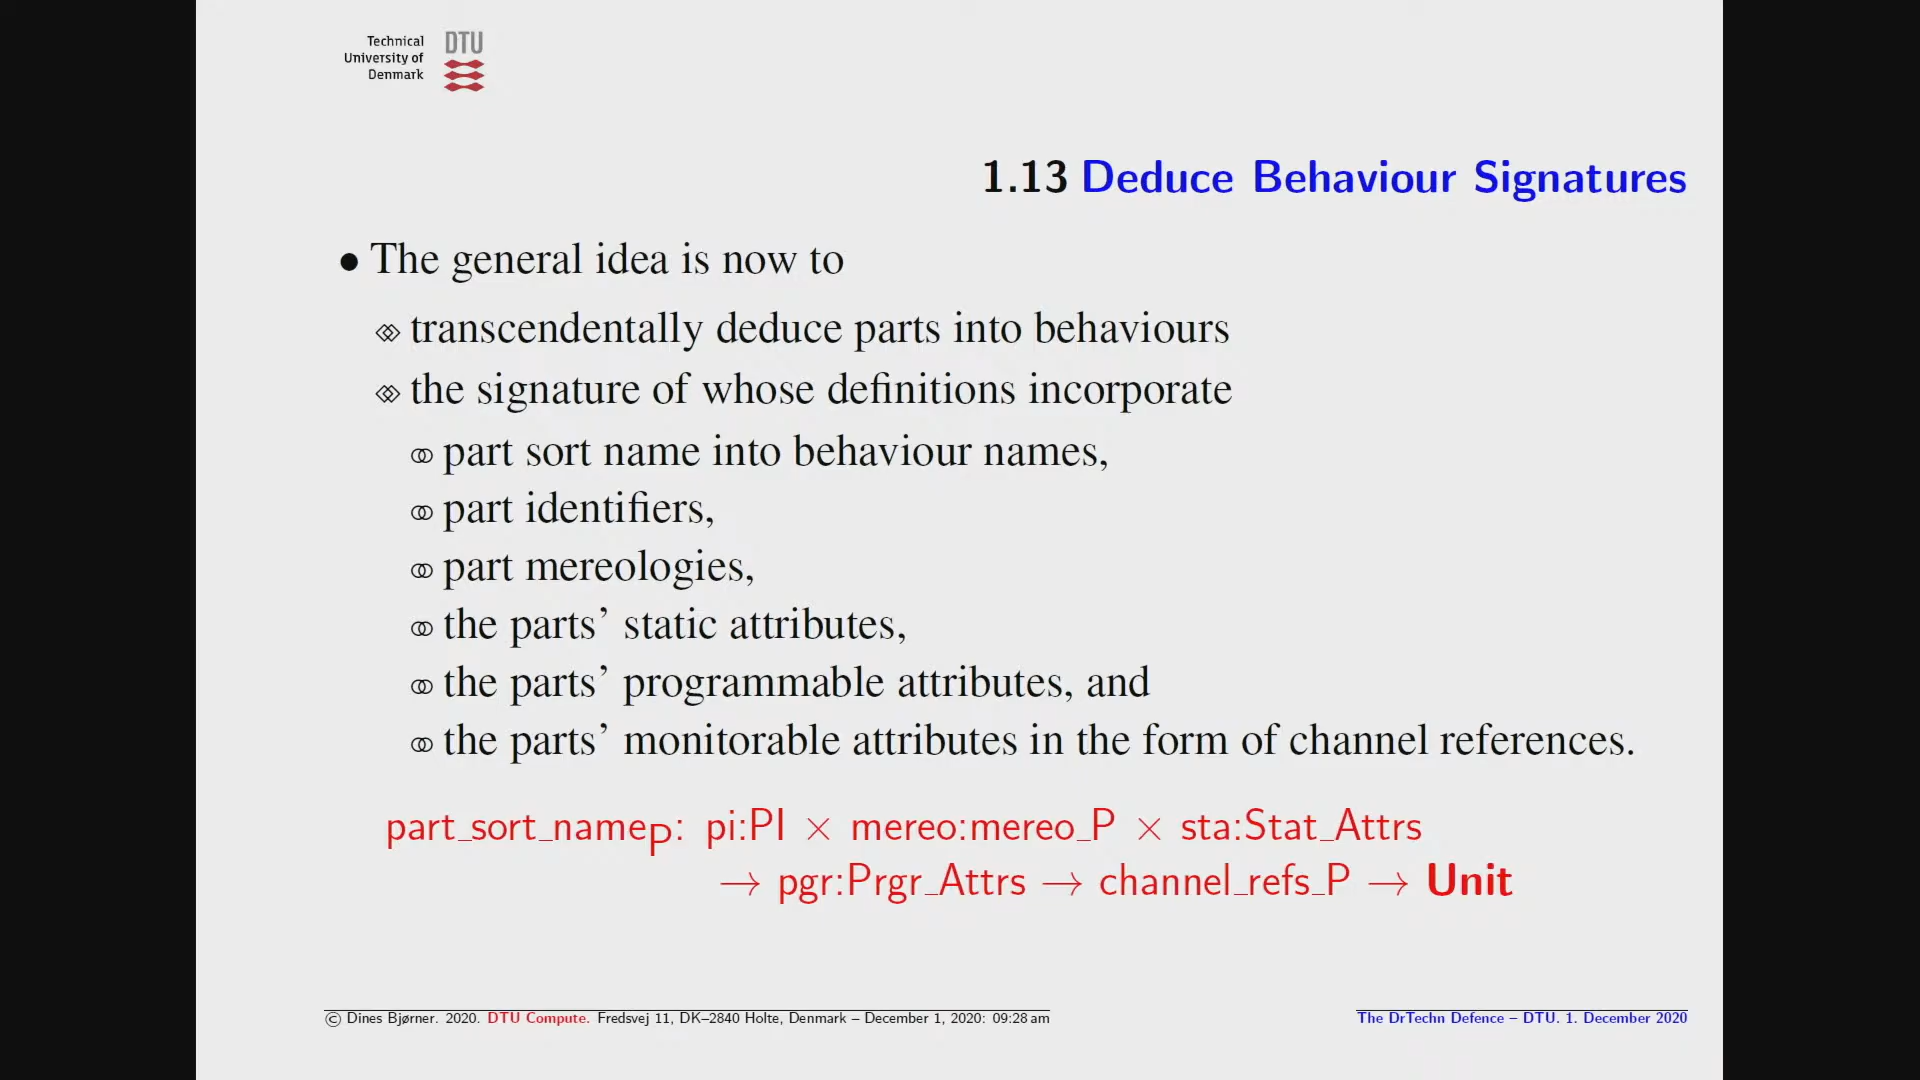 Technical
University of
Denmark
DTU
1.13 Deduce Behaviour Signatures
• The general idea is now to
transcendentally deduce parts into behaviours
the signature of whose definitions incorporate
part sort name into behaviour names,
part identifiers,
part mereologies,
the parts’ static attributes,
the parts’ programmable attributes, and
the parts’ monitorable attributes in the form of channel references.
part_sort_nameP: pi:PI × mereo:mereo_P × sta:Stat_Attrs
→ pgr:Prgr_Attrs → channel_refs_P → Unit
© Dines Bjørner. 2020. DTU Compute. Fredsvej 11, DK–2840 Holte, Denmark – December 1, 2020: 09:28 am
The DrTechn Defence – DTU. 1. December 2020